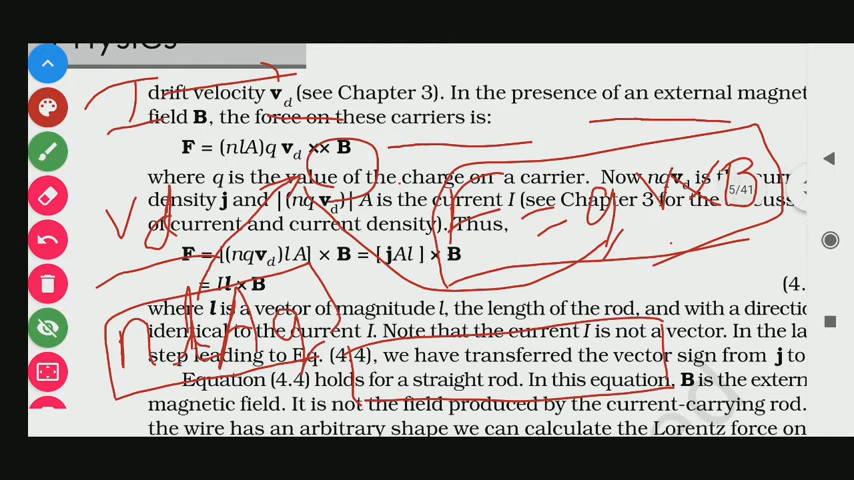 Physics
drift velocity v_d (see Chapter 3). In the presence of an external magnet
field B, the force on these carriers is:
F = (nlA)q v_d ×× B
where q is the value of the charge on a carrier. Now nqv_d is the curr
density j and |(nq v_d)| A is the current I (see Chapter 3 for the discuss
of current and current density). Thus,
F = [(nqv_d)lA] × B = [ jAl ] × B
= Il × B
(4.
where l is a vector of magnitude l, the length of the rod, and with a directio
identical to the current I. Note that the current I is not a vector. In the la
step leading to Eq. (4.4), we have transferred the vector sign from j to
Equation (4.4) holds for a straight rod. In this equation, B is the extern
magnetic field. It is not the field produced by the current-carrying rod.
the wire has an arbitrary shape we can calculate the Lorentz force on
I
vd
F = q V × B
n l A q
5/41